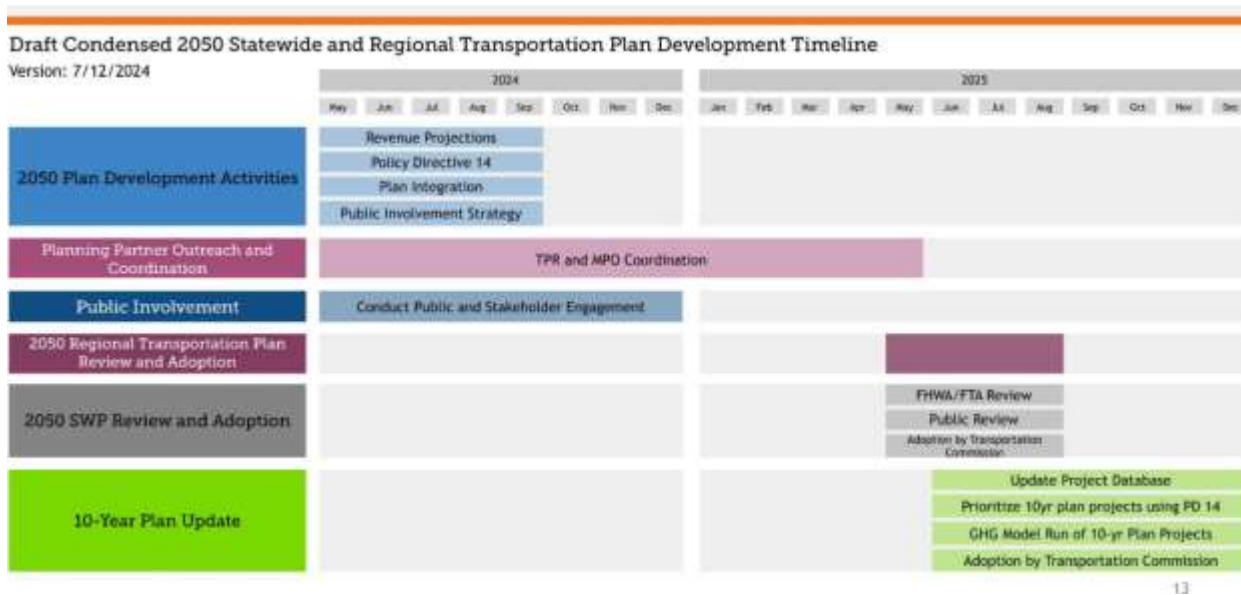 Draft Condensed 2050 Statewide and Regional Transportation Plan Development Timeline
Version: 7/12/2024
2024
2025
May Jun Jul Aug Sep Oct Nov Dec Jan Feb Mar Apr May Jun Jul Aug Sep Oct Nov Dec
2050 Plan Development Activities
Revenue Projections
Policy Directive 14
Plan Integration
Public Involvement Strategy
Planning Partner Outreach and
Coordination
TPR and MPO Coordination
Public Involvement
Conduct Public and Stakeholder Engagement
2050 Regional Transportation Plan
Review and Adoption
2050 SWP Review and Adoption
FHWA/FTA Review
Public Review
Adoption by Transportation
Commission
10-Year Plan Update
Update Project Database
Prioritize 10yr plan projects using PD 14
GHG Model Run of 10-yr Plan Projects
Adoption by Transportation Commission
13